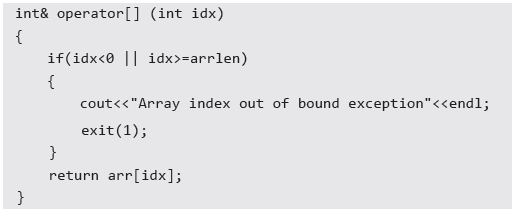 int& operator[] (int idx)
{
    if(idx<0 || idx>=arrlen)
    {
        cout<<"Array index out of bound exception"<<endl;
        exit(1);
    }
    return arr[idx];
}